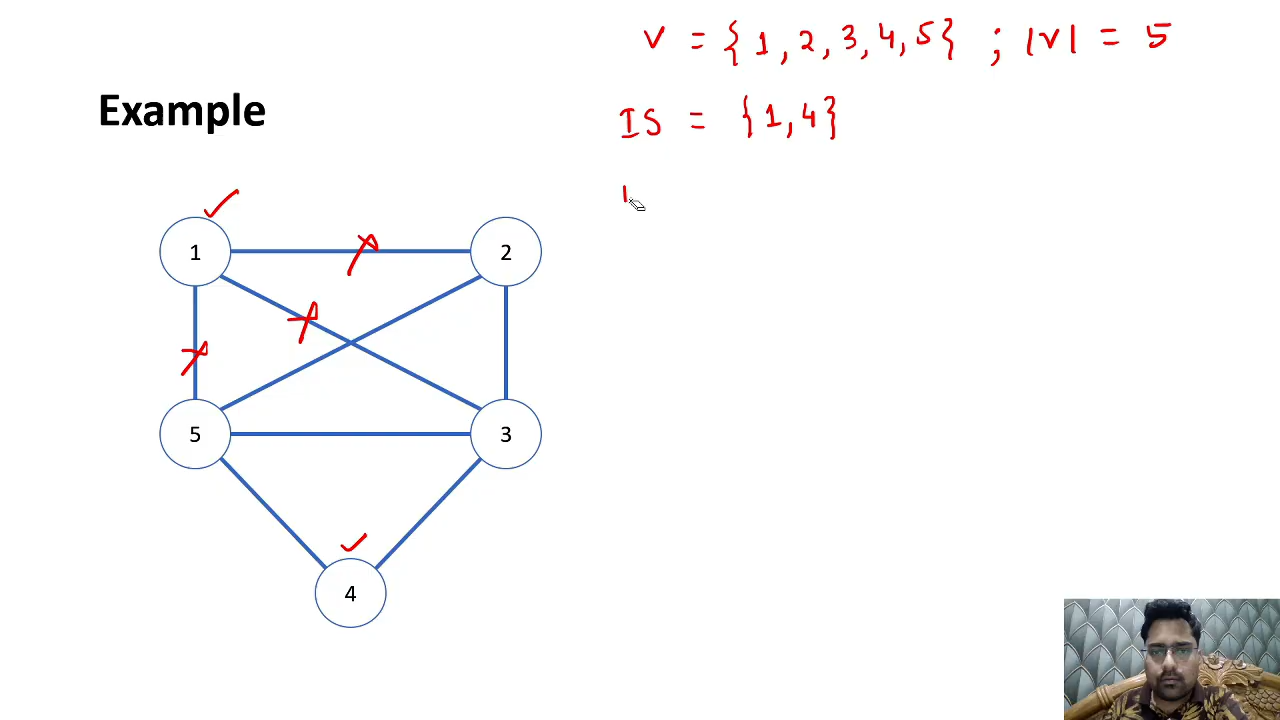 V = {1, 2, 3, 4, 5} ; |V| = 5
Example
IS = {1, 4}
1
2
5
3
4